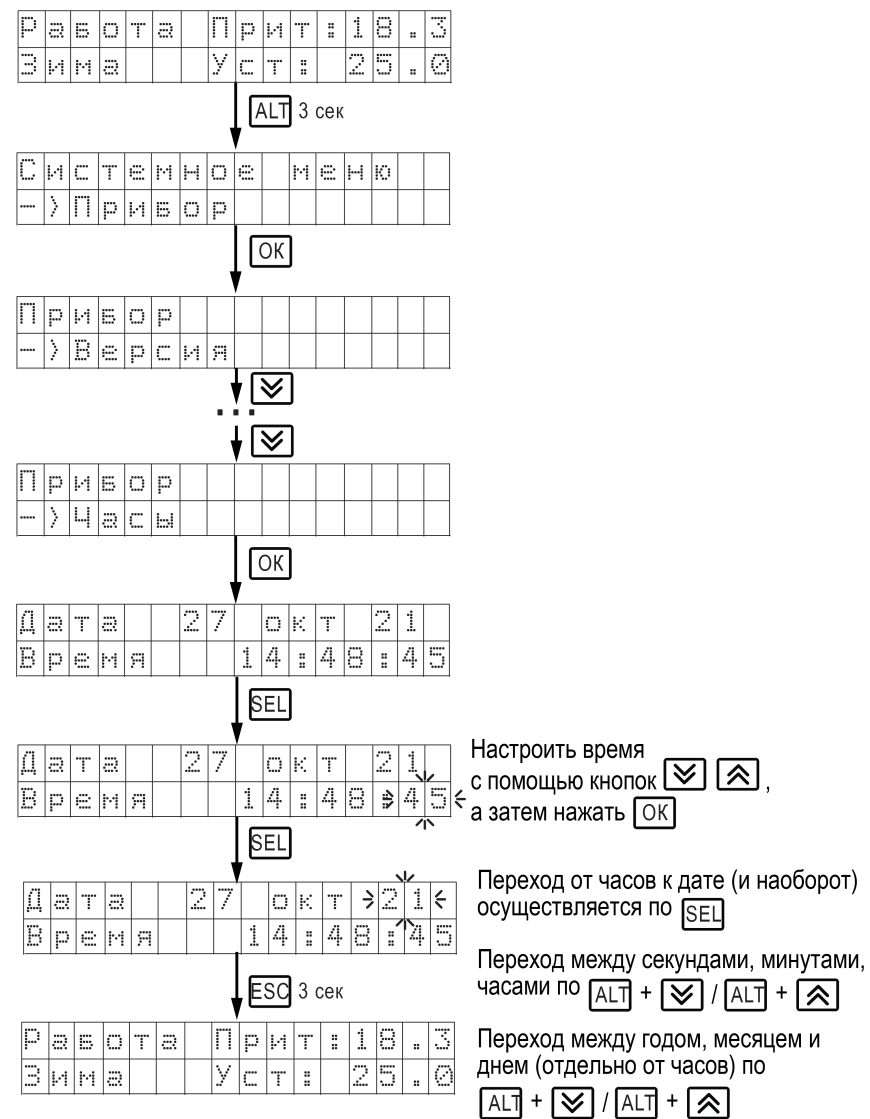 Работа Прит:18.3
Зима Уст: 25.0
ALT 3 сек
Системное меню
->Прибор
OK
Прибор
->Версия
...
Прибор
->Часы
OK
Дата 27 окт 21
Время 14:48:45
SEL
Дата 27 окт 21
Время 14:48:45
Настроить время
с помощью кнопок ,
а затем нажать OK
SEL
Дата 27 окт 21
Время 14:48:45
Переход от часов к дате (и наоборот)
осуществляется по SEL
Переход между секундами, минутами,
часами по ALT + / ALT +
ESC 3 сек
Работа Прит:18.3
Зима Уст: 25.0
Переход между годом, месяцем и
днем (отдельно от часов) по
ALT + / ALT +